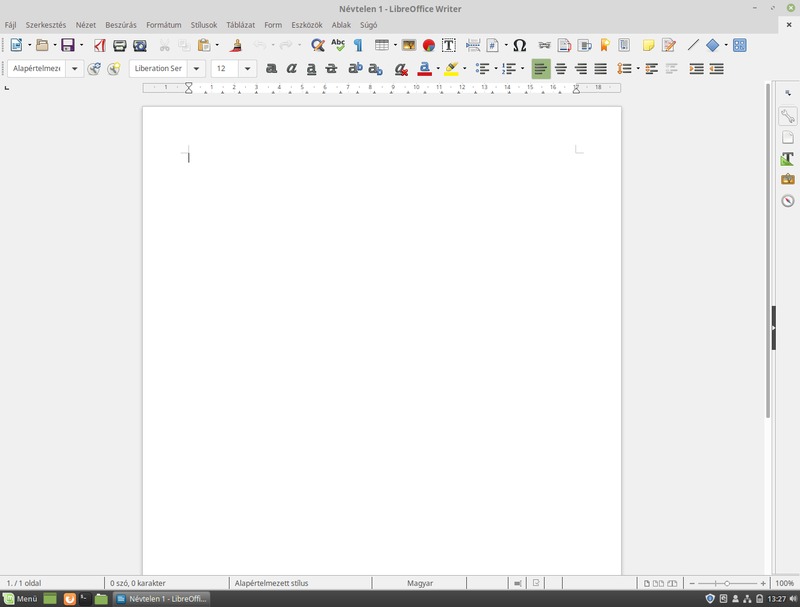 Névtelen 1 - LibreOffice Writer
Fájl Szerkesztés Nézet Beszúrás Formátum Stílusok Táblázat Form Eszközök Ablak Súgó
Alapértelmeze Liberation Ser 12
1 1 2 3 4 5 6 7 8 9 10 11 12 13 14 15 16 17 18
1. / 1 oldal 0 szó, 0 karakter Alapértelmezett stílus Magyar 100%
Menü Névtelen 1 - LibreOffi... 13:27